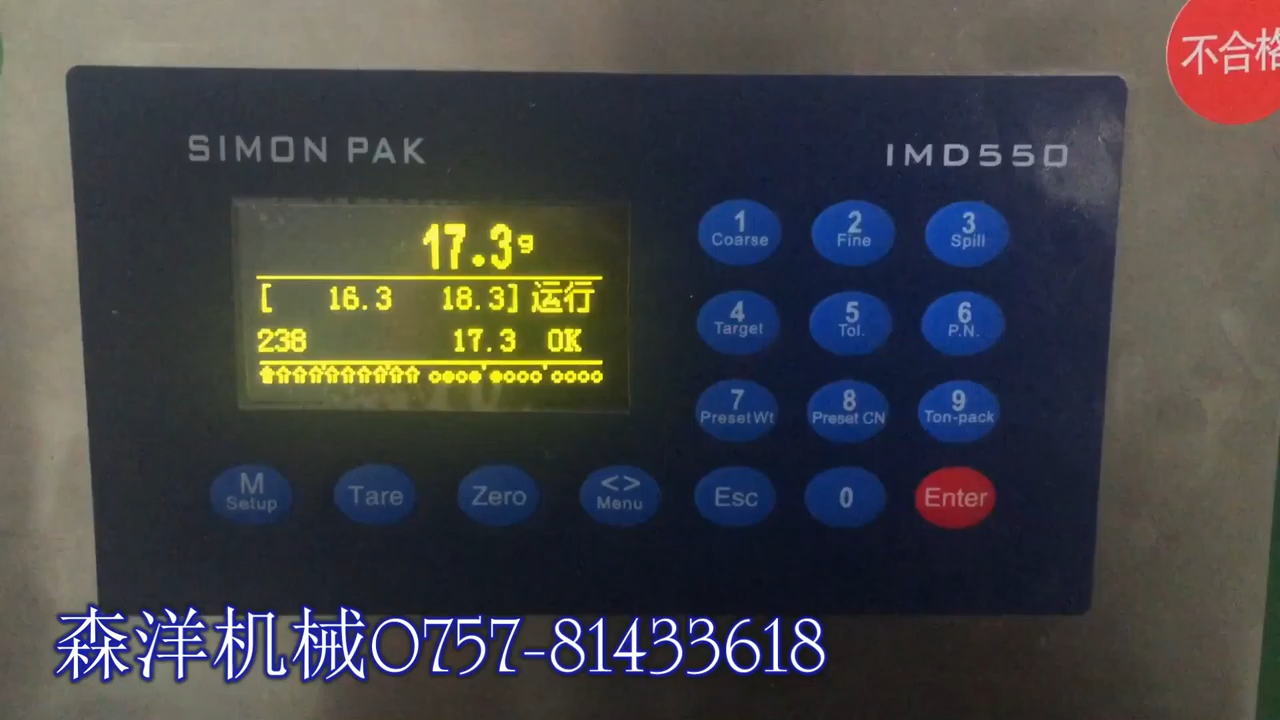 不合格
SIMON PAK
IMD550
17.3g
[ 16.3 18.3] 运行
238 17.3 OK
1 Coarse
2 Fine
3 Spill
4 Target
5 Tol.
6 P.N.
7 Preset Wt
8 Preset CN
9 Ton-pack
M Setup
Tare
Zero
<> Menu
Esc
0
Enter
森洋机械0757-81433618